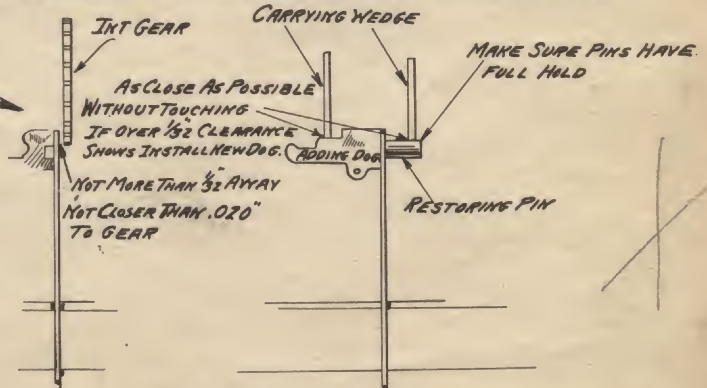 INT GEAR
CARRYING WEDGE
MAKE SURE PINS HAVE
FULL HOLD
AS CLOSE AS POSSIBLE
WITHOUT TOUCHING
IF OVER 1/32" CLEARANCE
SHOWS INSTALL NEW DOG.
ADDING DOG
NOT MORE THAN 1/32" AWAY
NOT CLOSER THAN .020"
TO GEAR
RESTORING PIN